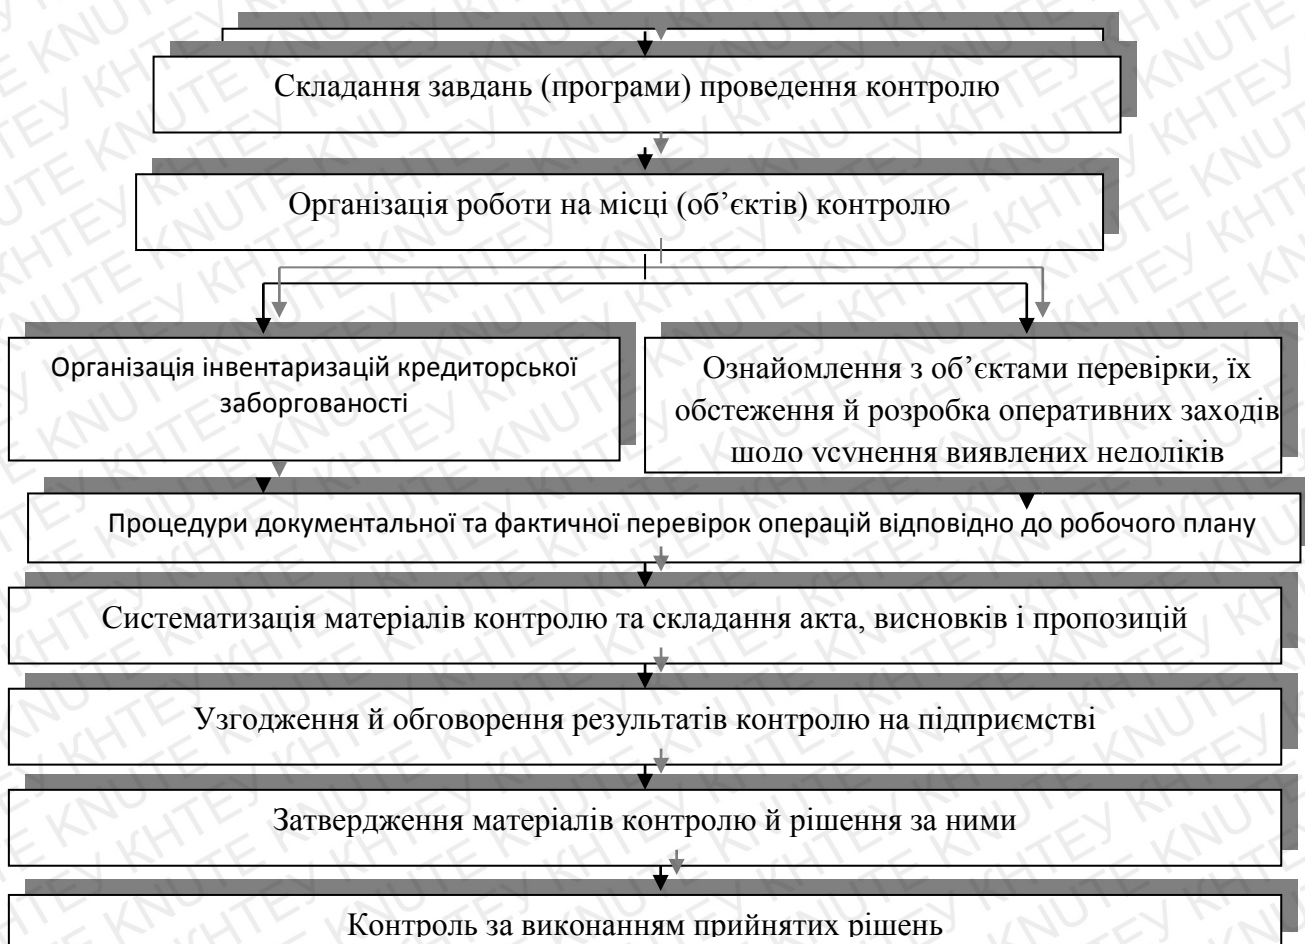 Складання завдань (програми) проведення контролю
Організація роботи на місці (об’єктів) контролю
Організація інвентаризацій кредиторської
заборгованості
Ознайомлення з об’єктами перевірки, їх
обстеження й розробка оперативних заходів
щодо усунення виявлених недоліків
Процедури документальної та фактичної перевірок операцій відповідно до робочого плану
Систематизація матеріалів контролю та складання акта, висновків і пропозицій
Узгодження й обговорення результатів контролю на підприємстві
Затвердження матеріалів контролю й рішення за ними
Контроль за виконанням прийнятих рішень